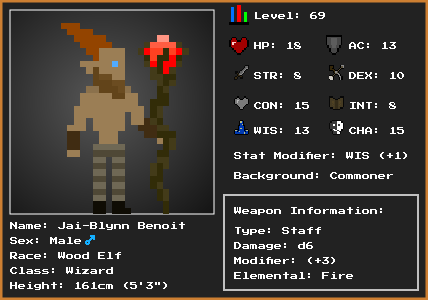 Level: 69
HP: 18 AC: 13
STR: 8 DEX: 10
CON: 15 INT: 8
WIS: 13 CHA: 15
Stat Modifier: WIS (+1)
Background: Commoner
Weapon Information:
Type: Staff
Damage: d6
Modifier: (+3)
Elemental: Fire
Name: Jai-Blynn Benoit
Sex: Male♂
Race: Wood Elf
Class: Wizard
Height: 161cm (5'3")